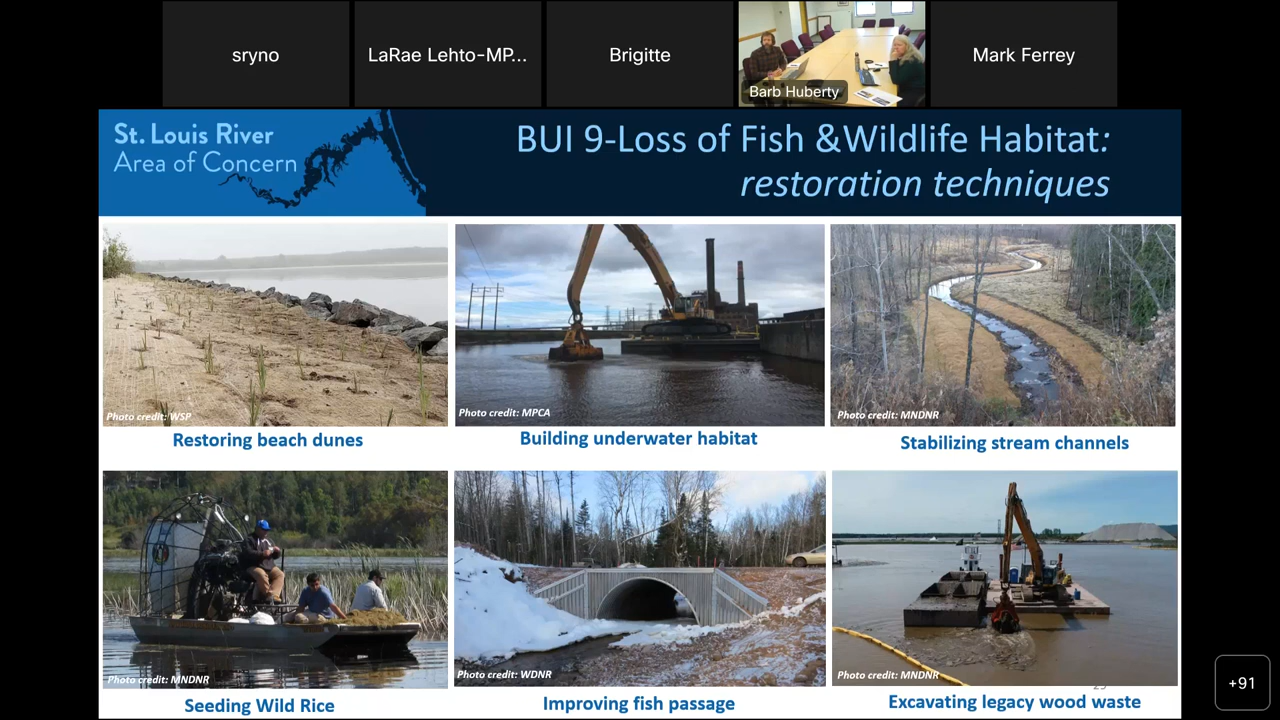 sryno
LaRae Lehto-MP...
Brigitte
Barb Huberty
Mark Ferrey
St. Louis River
Area of Concern
BUI 9-Loss of Fish &Wildlife Habitat:
restoration techniques
Photo credit: WSP
Photo credit: MPCA
Photo credit: MNDNR
Restoring beach dunes
Building underwater habitat
Stabilizing stream channels
Photo credit: MNDNR
Photo credit: WDNR
Photo credit: MNDNR
Seeding Wild Rice
Improving fish passage
Excavating legacy wood waste
+91